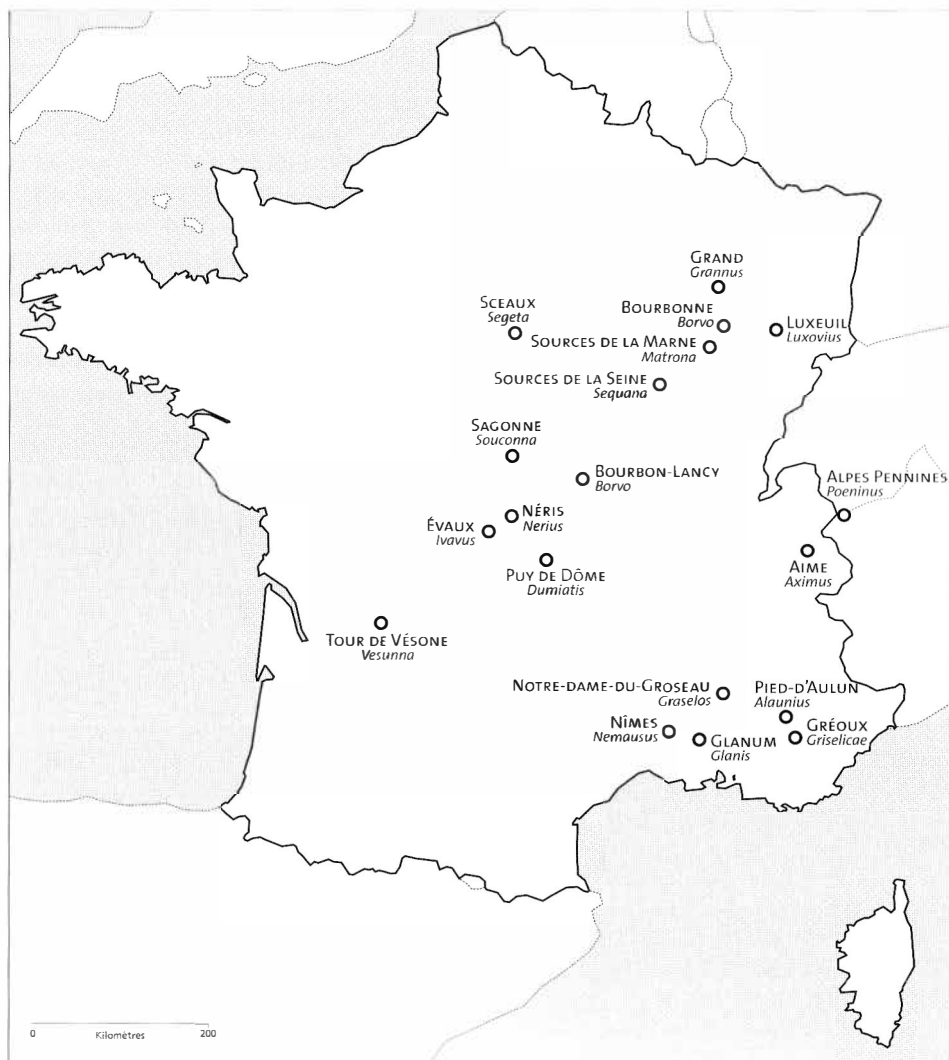 GRAND
Grannus
SCEAUX
Segeta
BOURBONNE
Borvo
LUXEUIL
Luxovius
SOURCES DE LA MARNE
Matrona
SOURCES DE LA SEINE
Sequana
SAGONNE
Souconna
BOURBON-LANCY
Borvo
ALPES PENNINES
Poeninus
NÉRIS
Nerius
ÉVAUX
Ivavus
AIME
Aximus
PUY DE DÔME
Dumiatis
TOUR DE VÉSONE
Vesunna
NOTRE-DAME-DU-GROSEAU
Graselos
PIED-D'AULUN
Alaunius
NÎMES
Nemausus
GLANUM
Glanis
GRÉOUX
Griselicae
0 Kilomètres 200